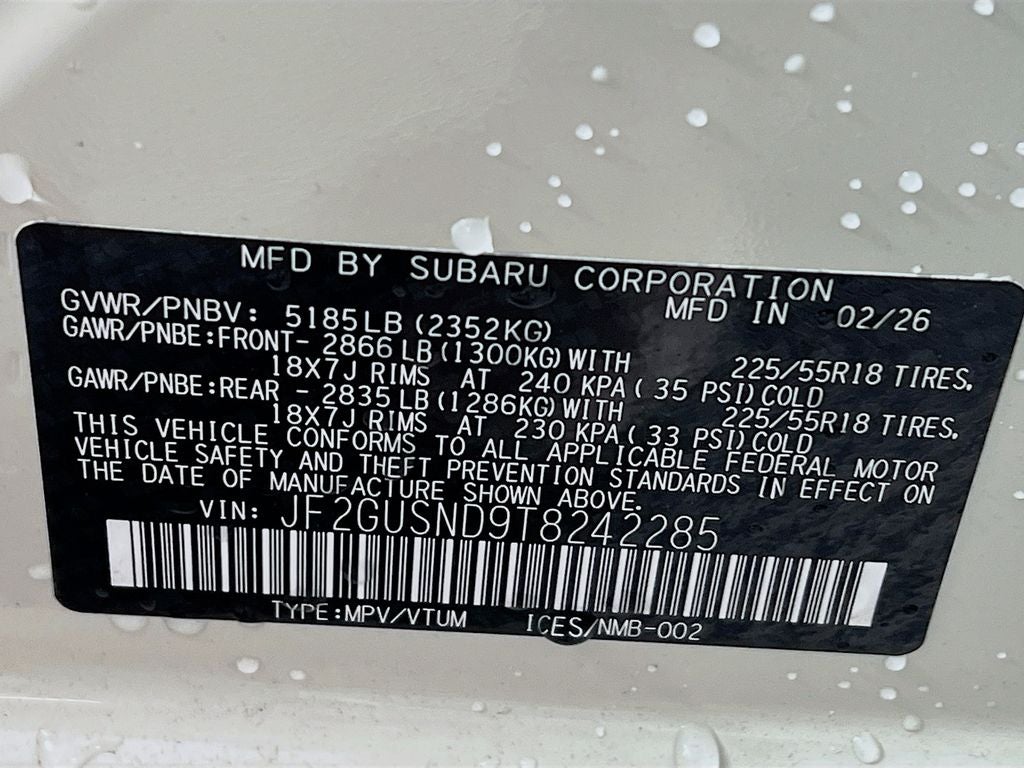 MFD BY SUBARU CORPORATION
MFD IN 02/26
GVWR/PNBV: 5185LB (2352KG)
GAWR/PNBE:FRONT- 2866 LB (1300KG) WITH 225/55R18 TIRES,
18X7J RIMS AT 240 KPA ( 35 PSI) COLD
GAWR/PNBE:REAR - 2835 LB (1286KG) WITH 225/55R18 TIRES,
18X7J RIMS AT 230 KPA ( 33 PSI) COLD
THIS VEHICLE CONFORMS TO ALL APPLICABLE FEDERAL MOTOR
VEHICLE SAFETY AND THEFT PREVENTION STANDARDS IN EFFECT ON
THE DATE OF MANUFACTURE SHOWN ABOVE.
VIN: JF2GUSND9T8242285
TYPE:MPV/VTUM ICES/NMB-002